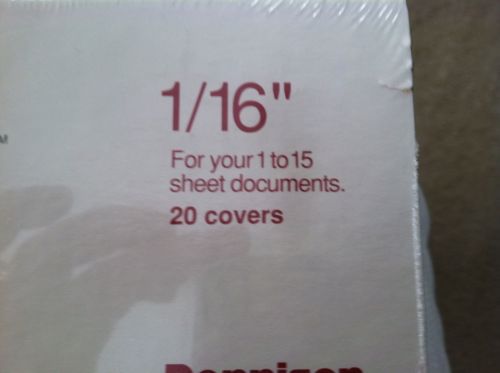 1/16"
For your 1 to 15
sheet documents.
20 covers